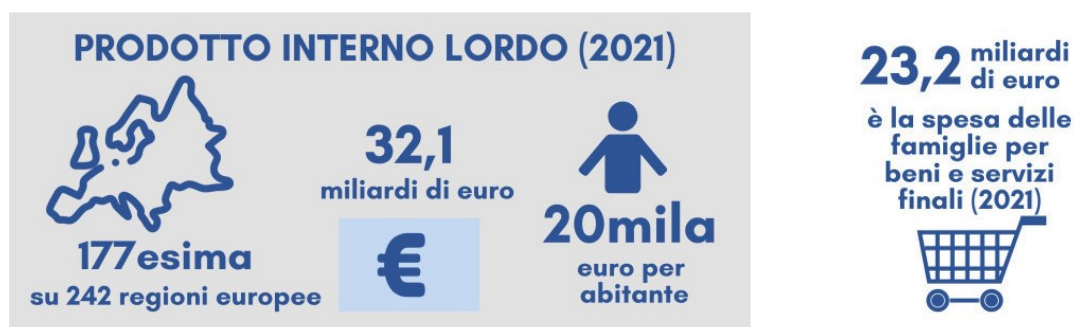 PRODOTTO INTERNO LORDO (2021)
177esima
su 242 regioni europee
32,1
miliardi di euro
€
20mila
euro per
abitante
23,2 miliardi
di euro
è la spesa delle
famiglie per
beni e servizi
finali (2021)